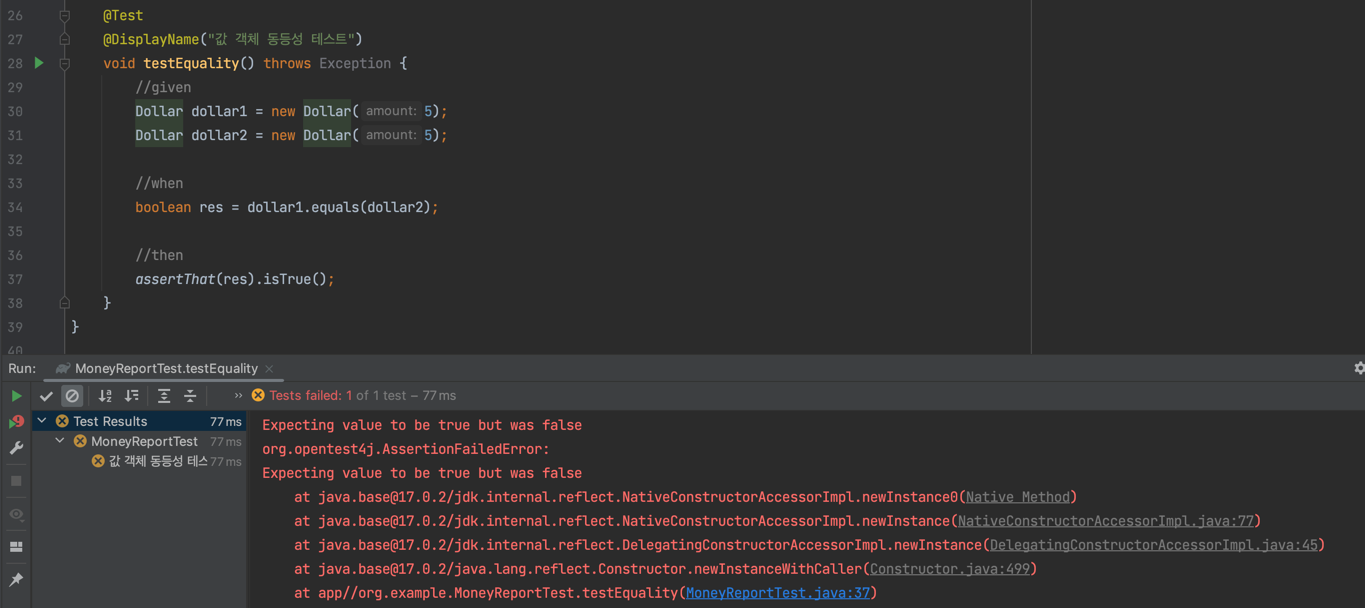 26 @Test
27 @DisplayName("값 객체 동등성 테스트")
28 void testEquality() throws Exception {
29 //given
30 Dollar dollar1 = new Dollar( amount: 5);
31 Dollar dollar2 = new Dollar( amount: 5);
32
33 //when
34 boolean res = dollar1.equals(dollar2);
35
36 //then
37 assertThat(res).isTrue();
38 }
39 }
40
Run: MoneyReportTest.testEquality ×
» Tests failed: 1 of 1 test – 77 ms
Test Results 77 ms
MoneyReportTest 77 ms
값 객체 동등성 테스 77 ms
Expecting value to be true but was false
org.opentest4j.AssertionFailedError:
Expecting value to be true but was false
at java.base@17.0.2/jdk.internal.reflect.NativeConstructorAccessorImpl.newInstance0(Native Method)
at java.base@17.0.2/jdk.internal.reflect.NativeConstructorAccessorImpl.newInstance(NativeConstructorAccessorImpl.java:77)
at java.base@17.0.2/jdk.internal.reflect.DelegatingConstructorAccessorImpl.newInstance(DelegatingConstructorAccessorImpl.java:45)
at java.base@17.0.2/java.lang.reflect.Constructor.newInstanceWithCaller(Constructor.java:499)
at app//org.example.MoneyReportTest.testEquality(MoneyReportTest.java:37)